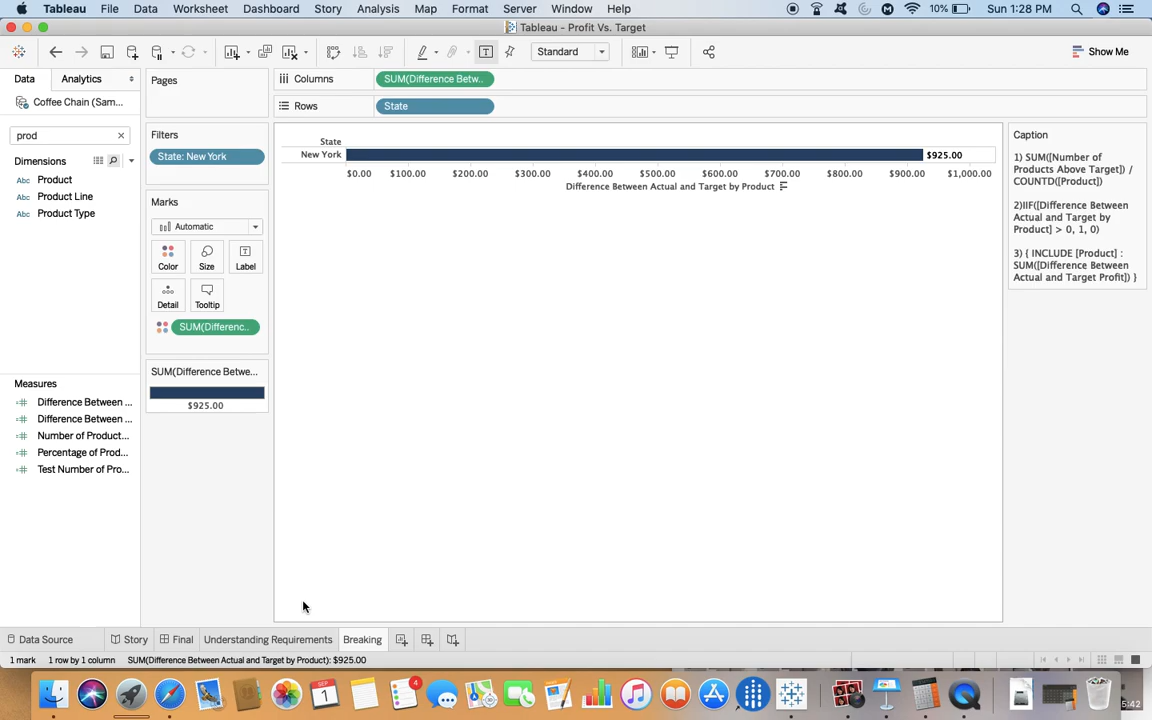 Tableau File Data Worksheet Dashboard Story Analysis Map Format Server Window Help 10% Sun 1:28 PM
Tableau - Profit Vs. Target
Standard Show Me
Data Analytics
Coffee Chain (Sam...
prod
Dimensions
Abc Product
Abc Product Line
Abc Product Type
Measures
Difference Between ...
Difference Between ...
Number of Product...
Percentage of Prod...
Test Number of Pro...
Pages
Filters
State: New York
Marks
Automatic
Color Size Label
Detail Tooltip
SUM(Differenc..
SUM(Difference Betwe...
$925.00
Columns SUM(Difference Betw..
Rows State
State
New York $925.00
$0.00 $100.00 $200.00 $300.00 $400.00 $500.00 $600.00 $700.00 $800.00 $900.00 $1,000.00
Difference Between Actual and Target by Product
Caption
1) SUM([Number of
Products Above Target]) /
COUNTD([Product])
2)IIF([Difference Between
Actual and Target by
Product] > 0, 1, 0)
3) { INCLUDE [Product] :
SUM([Difference Between
Actual and Target Profit]) }
Data Source Story Final Understanding Requirements Breaking
1 mark 1 row by 1 column SUM(Difference Between Actual and Target by Product): $925.00
SEP
1
4
5:42